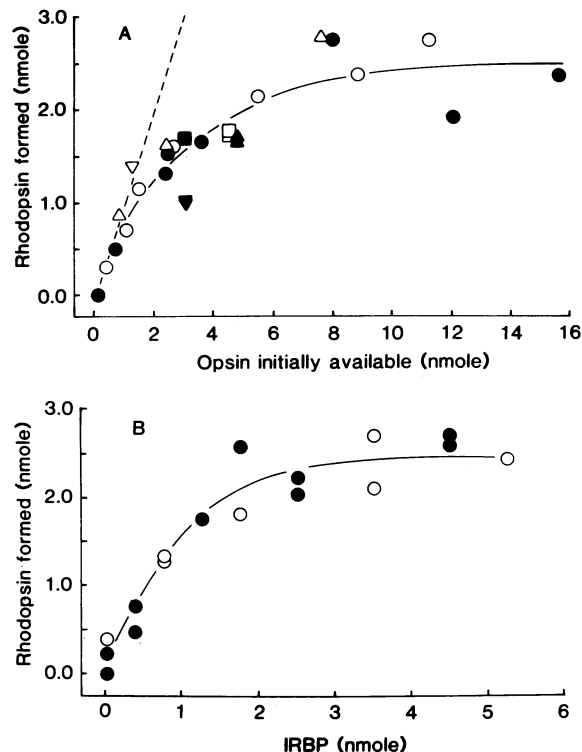 A
3.0
2.0
1.0
0.0
Rhodopsin formed (nmole)
0 2 4 6 8 10 12 14 16
Opsin initially available (nmole)
B
3.0
2.0
1.0
0.0
Rhodopsin formed (nmole)
0 1 2 3 4 5 6
IRBP (nmole)